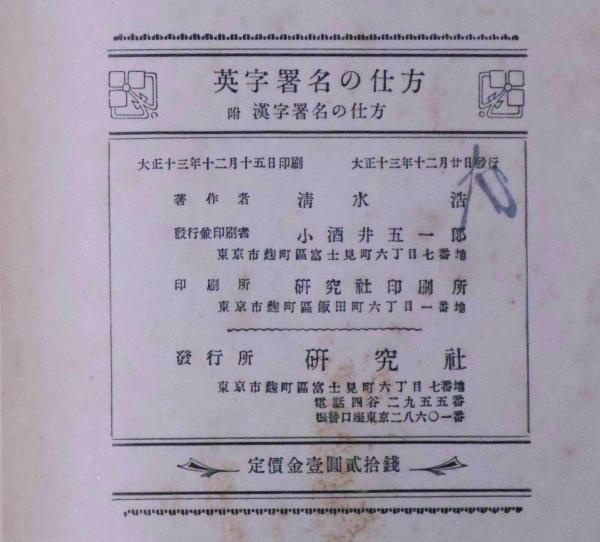 英字署名の仕方
附 漢字署名の仕方
大正十三年十二月十五日印刷 大正十三年十二月廿日發行
著作者 淸水浩
發行兼印刷者 小酒井五一郎
東京市麴町區富士見町六丁目七番地
印刷所 硏究社印刷所
東京市麴町區飯田町六丁目一番地
發行所 硏究社
東京市麴町區富士見町六丁目七番地
電話四谷二九五五番
振替口座東京二八六〇一番
定價金壹圓貳拾錢